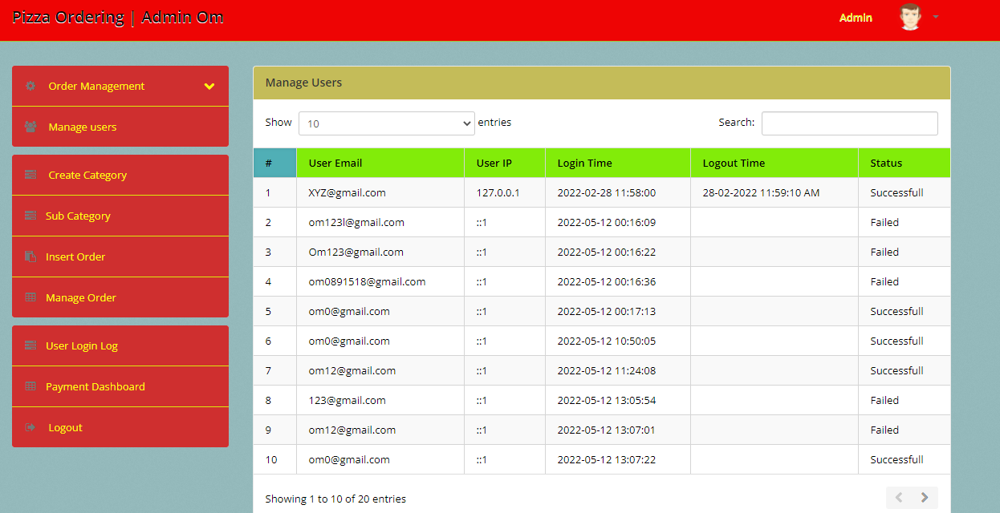 Pizza Ordering | Admin Om
Admin
Order Management
Manage users
Create Category
Sub Category
Insert Order
Manage Order
User Login Log
Payment Dashboard
Logout
Manage Users
Show 10 entries Search:
# User Email User IP Login Time Logout Time Status
1 XYZ@gmail.com 127.0.0.1 2022-02-28 11:58:00 28-02-2022 11:59:10 AM Successfull
2 om123l@gmail.com ::1 2022-05-12 00:16:09 Failed
3 Om123@gmail.com ::1 2022-05-12 00:16:22 Failed
4 om0891518@gmail.com ::1 2022-05-12 00:16:36 Failed
5 om0@gmail.com ::1 2022-05-12 00:17:13 Successfull
6 om0@gmail.com ::1 2022-05-12 10:50:05 Successfull
7 om12@gmail.com ::1 2022-05-12 11:24:08 Successfull
8 123@gmail.com ::1 2022-05-12 13:05:54 Failed
9 om12@gmail.com ::1 2022-05-12 13:07:01 Failed
10 om0@gmail.com ::1 2022-05-12 13:07:22 Successfull
Showing 1 to 10 of 20 entries